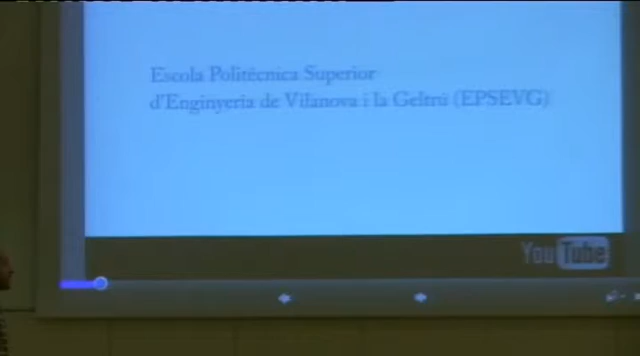 Escola Politècnica Superior
d'Enginyeria de Vilanova i la Geltrú (EPSEVG)
YouTube